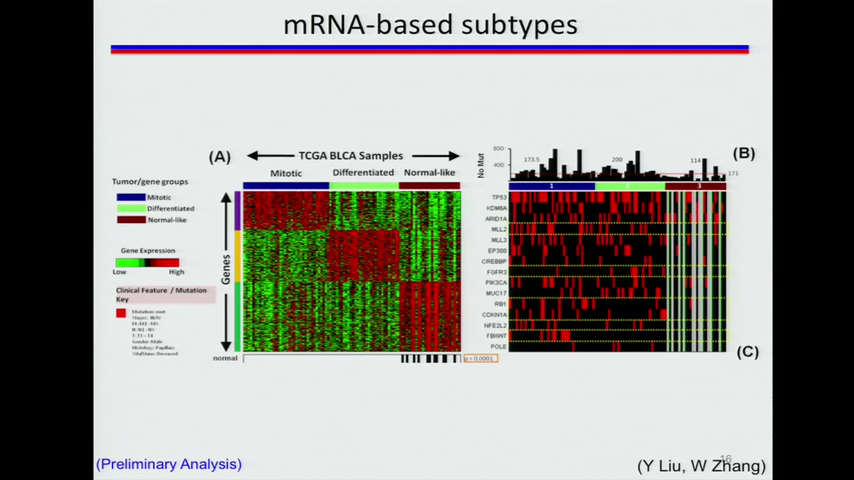 mRNA-based subtypes
(A)
TCGA BLCA Samples
Mitotic
Differentiated
Normal-like
Tumor/gene groups
Mitotic
Differentiated
Normal-like
Gene Expression
Low
High
Clinical Feature / Mutation
Key
Genes
normal
p < 0.0001
(B)
No Mut
800
400
0
173.5
200
114
171
1
3
TP53
KDM6A
ARID1A
MLL2
MLL3
EP300
CREBBP
FGFR3
PIK3CA
MUC17
RB1
CDKN1A
NFE2L2
FBXW7
POLE
(C)
(Preliminary Analysis)
16
(Y Liu, W Zhang)